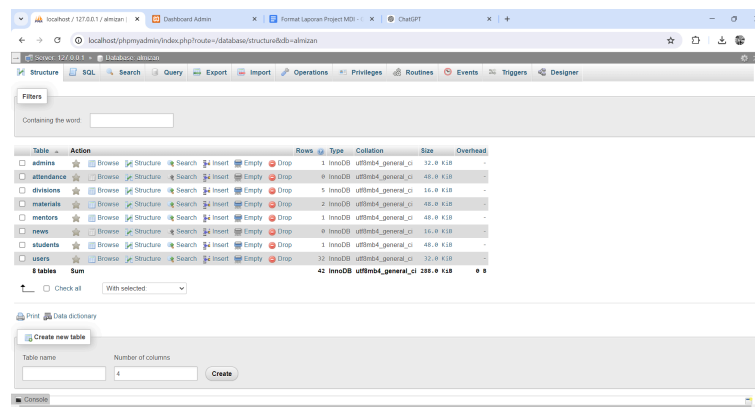 localhost / 127.0.0.1 / almizan |
Dashboard Admin
Format Laporan Project MDI -
ChatGPT
localhost/phpmyadmin/index.php?route=/database/structure&db=almizan
Server: 127.0.0.1 » Database: almizan
Structure SQL Search Query Export Import Operations Privileges Routines Events Triggers Designer
Filters
Containing the word:
Table Action Rows Type Collation Size Overhead
admins Browse Structure Search Insert Empty Drop 1 InnoDB utf8mb4_general_ci 32.0 KiB -
attendance Browse Structure Search Insert Empty Drop 0 InnoDB utf8mb4_general_ci 48.0 KiB -
divisions Browse Structure Search Insert Empty Drop 5 InnoDB utf8mb4_general_ci 16.0 KiB -
materials Browse Structure Search Insert Empty Drop 2 InnoDB utf8mb4_general_ci 48.0 KiB -
mentors Browse Structure Search Insert Empty Drop 1 InnoDB utf8mb4_general_ci 48.0 KiB -
news Browse Structure Search Insert Empty Drop 0 InnoDB utf8mb4_general_ci 16.0 KiB -
students Browse Structure Search Insert Empty Drop 1 InnoDB utf8mb4_general_ci 48.0 KiB -
users Browse Structure Search Insert Empty Drop 32 InnoDB utf8mb4_general_ci 32.0 KiB -
8 tables Sum 42 InnoDB utf8mb4_general_ci 288.0 KiB 0 B
Check all With selected:
Print Data dictionary
Create new table
Table name Number of columns
4 Create
Console